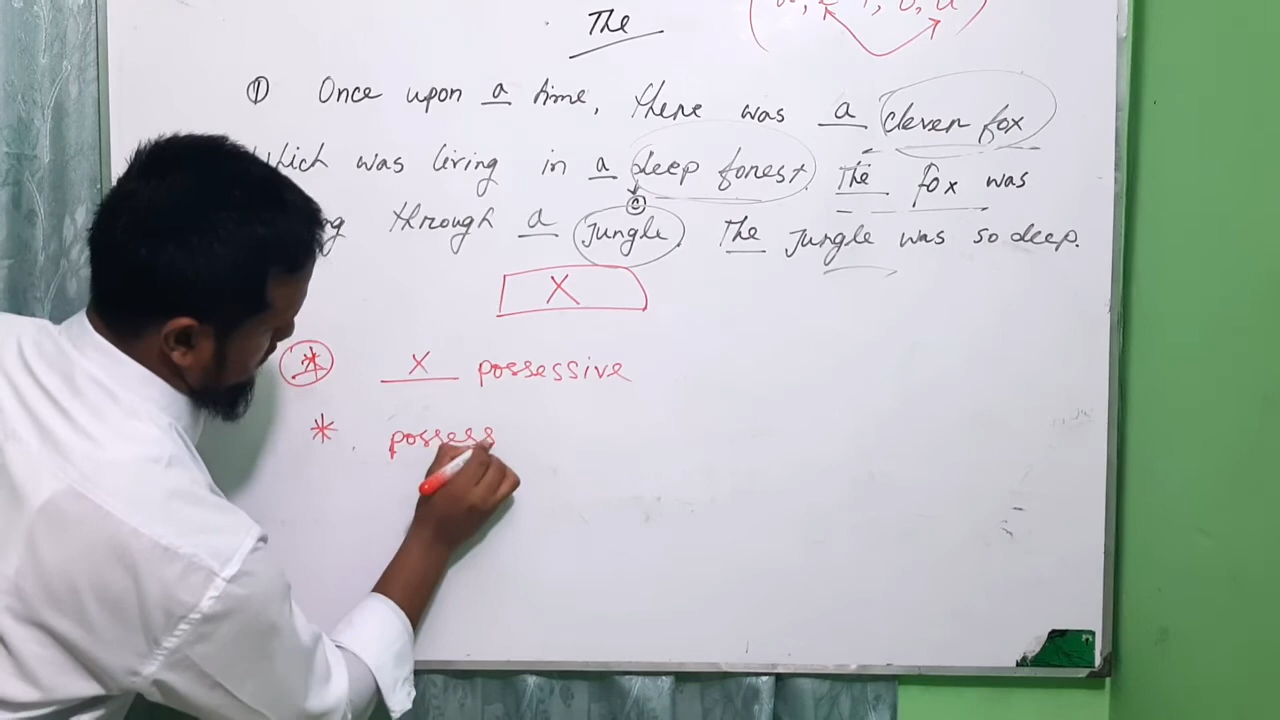 The
① Once upon a time, there was a clever fox
which was living in a deep forest. The fox was
through a jungle. The jungle was so deep.
X
* X possessive
* possess